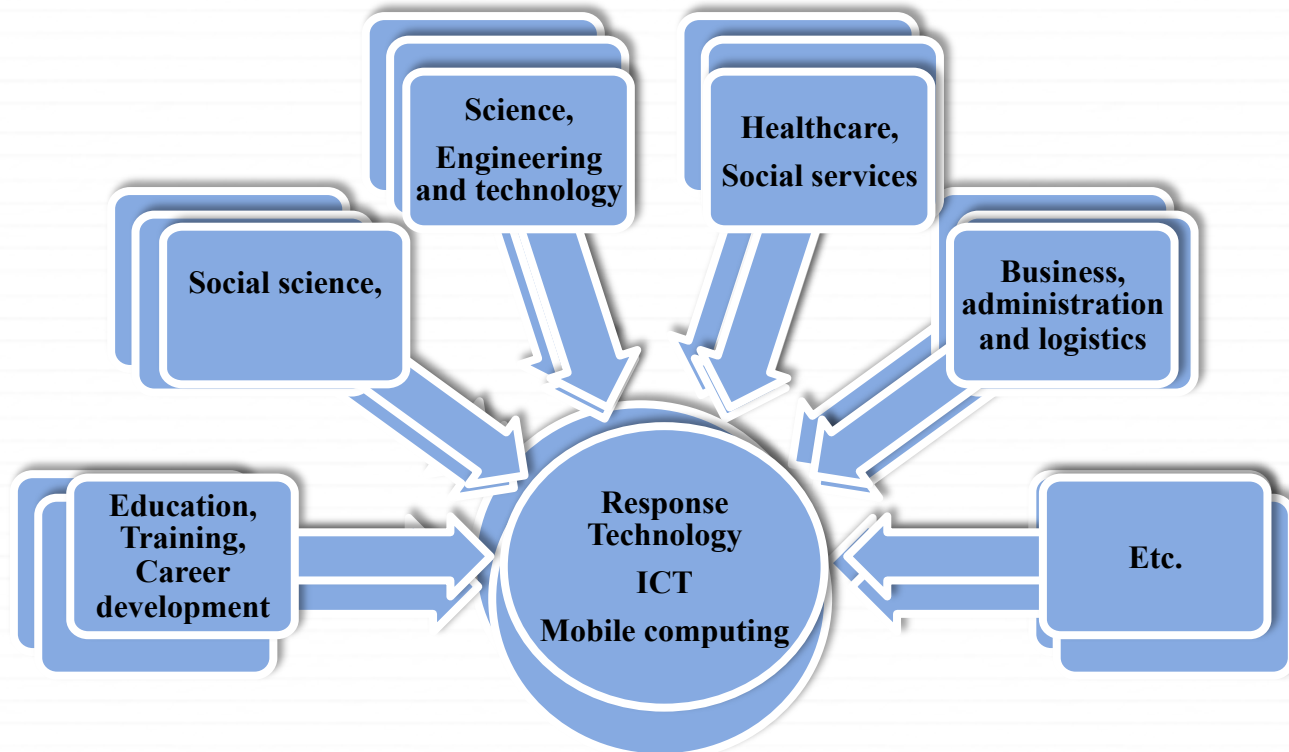 Science,
Engineering
and technology
Healthcare,
Social services
Social science,
Business,
administration
and logistics
Education,
Training,
Career
development
Response
Technology
ICT
Mobile computing
Etc.